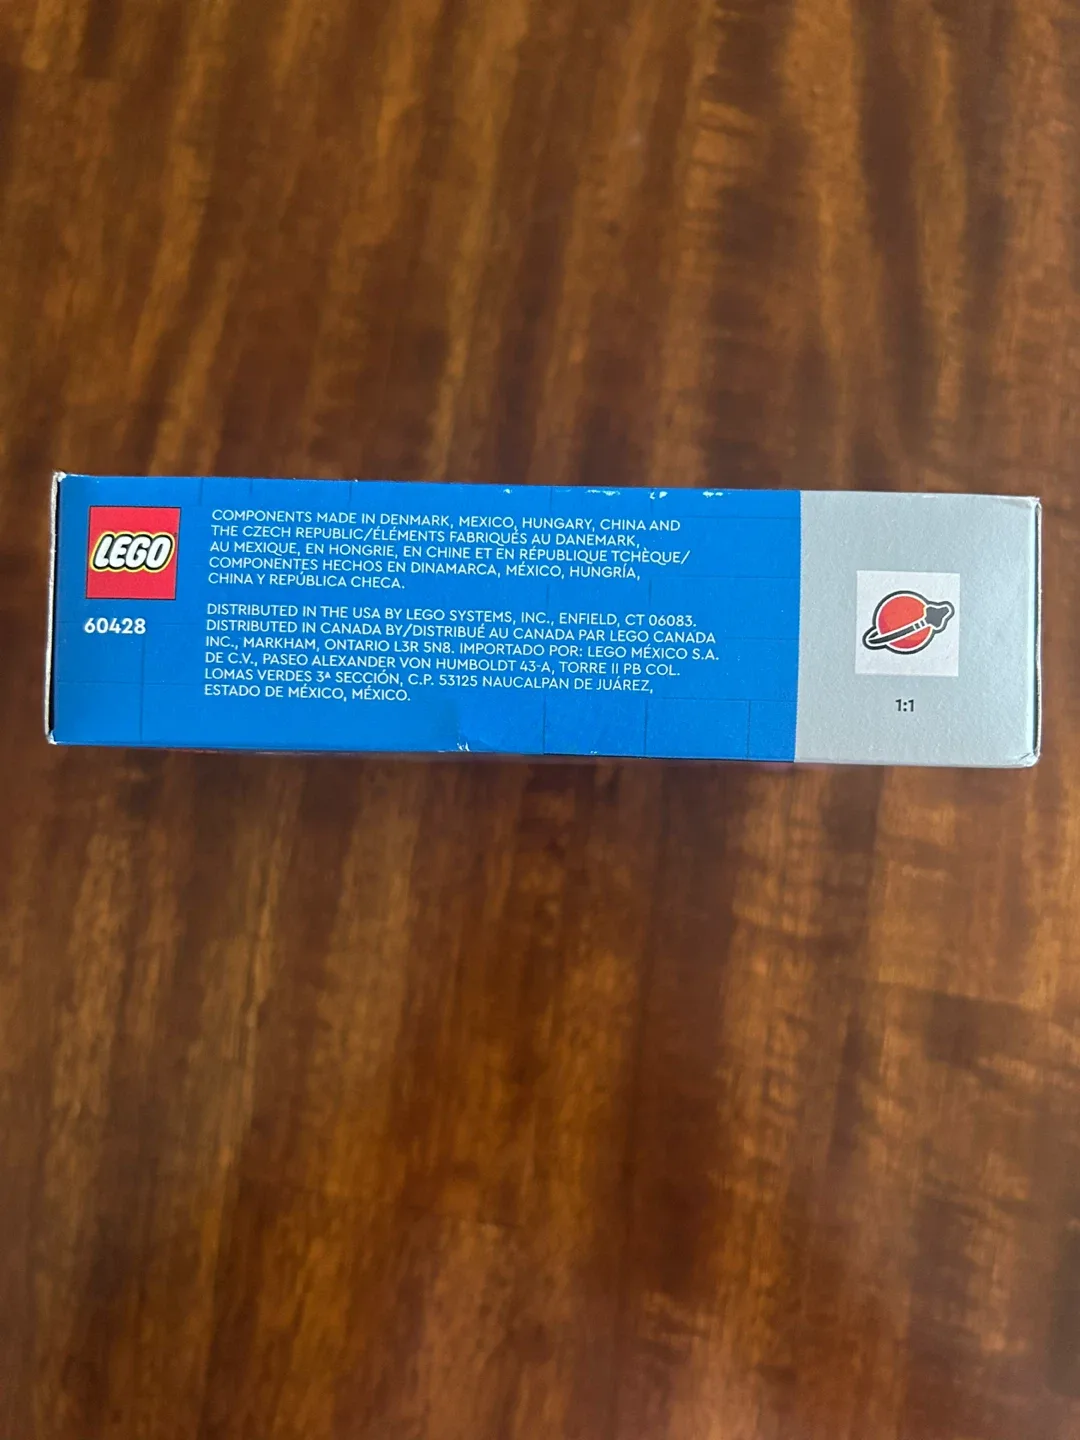 LEGO
60428
COMPONENTS MADE IN DENMARK, MEXICO, HUNGARY, CHINA AND
THE CZECH REPUBLIC/ÉLÉMENTS FABRIQUÉS AU DANEMARK,
AU MEXIQUE, EN HONGRIE, EN CHINE ET EN RÉPUBLIQUE TCHÈQUE/
COMPONENTES HECHOS EN DINAMARCA, MÉXICO, HUNGRÍA,
CHINA Y REPÚBLICA CHECA.
DISTRIBUTED IN THE USA BY LEGO SYSTEMS, INC., ENFIELD, CT 06083.
DISTRIBUTED IN CANADA BY/DISTRIBUÉ AU CANADA PAR LEGO CANADA
INC., MARKHAM, ONTARIO L3R 5N8. IMPORTADO POR: LEGO MÉXICO S.A.
DE C.V., PASEO ALEXANDER VON HUMBOLDT 43-A, TORRE II PB COL.
LOMAS VERDES 3ª SECCIÓN, C.P. 53125 NAUCALPAN DE JUÁREZ,
ESTADO DE MÉXICO, MÉXICO.
1:1